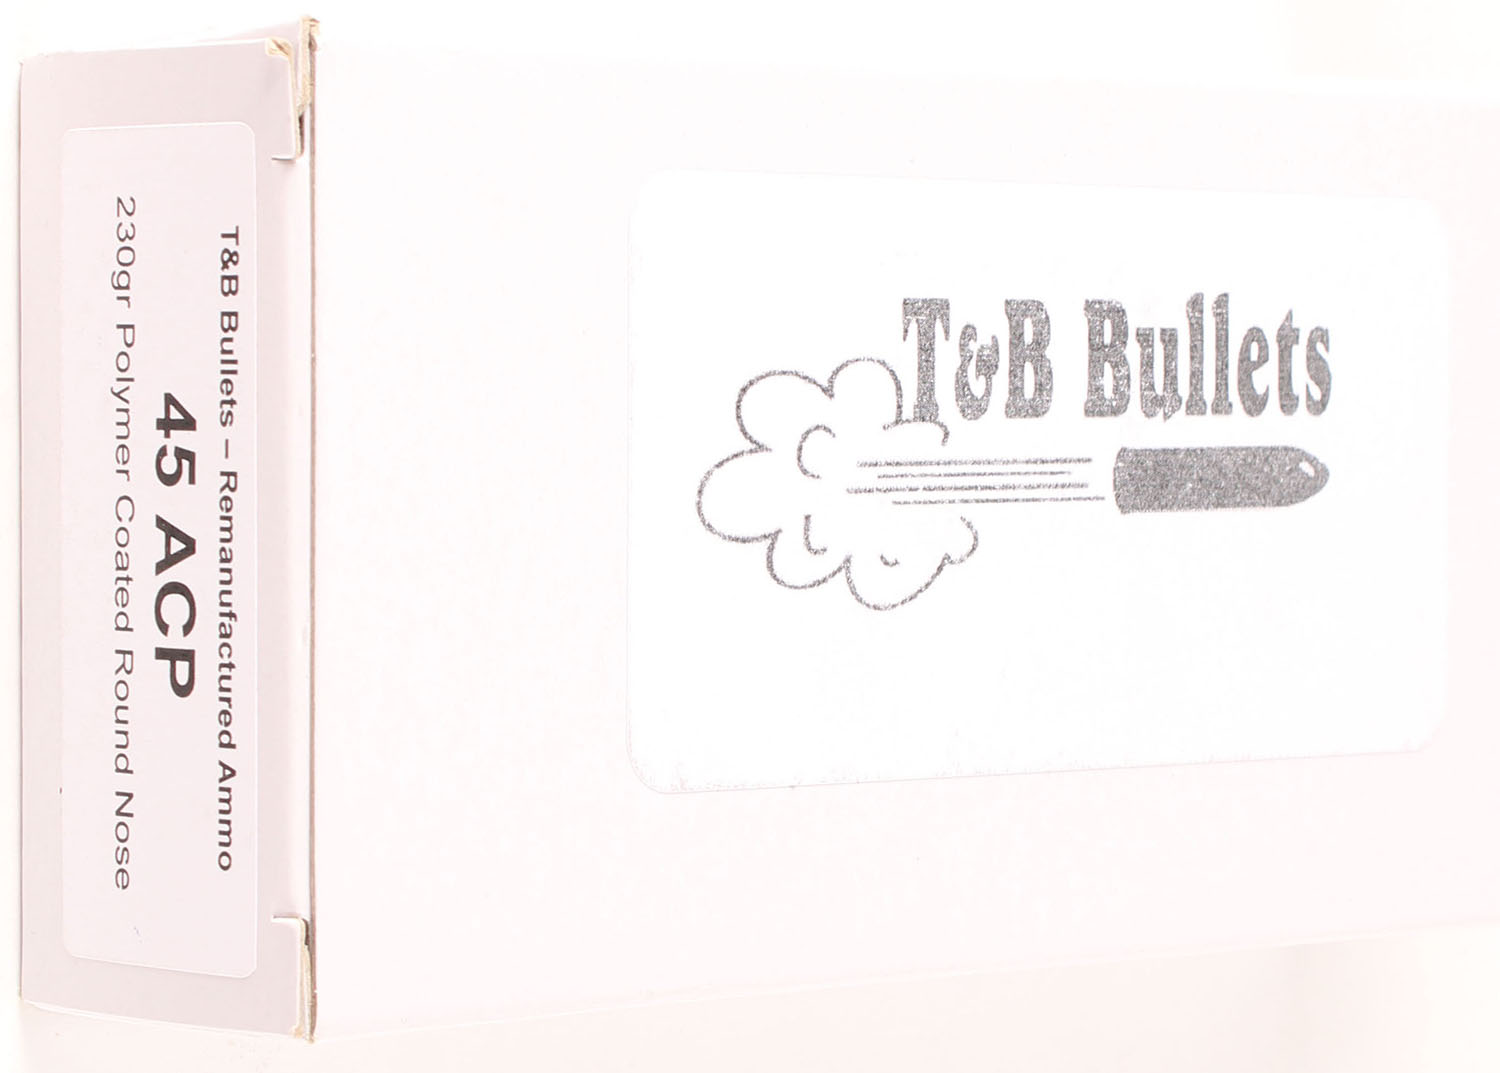 T&B Bullets – Remanufactured Ammo
45 ACP
230gr Polymer Coated Round Nose
T&B Bullets